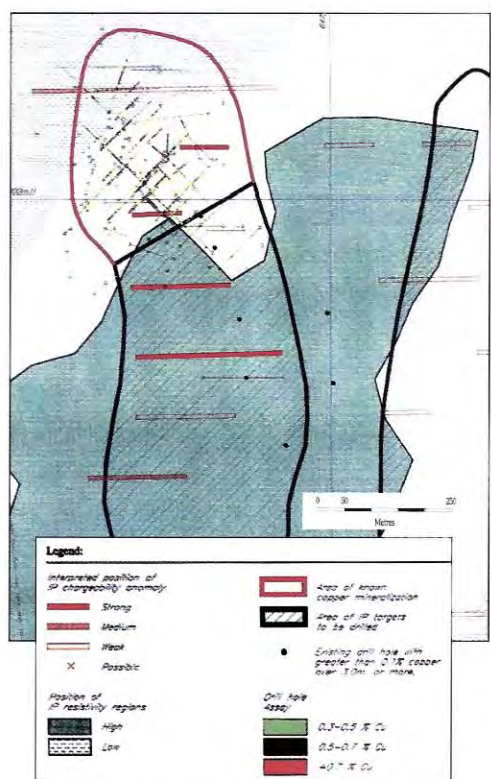 0 50 250
Metres
Legend:
Interpreted position of
IP chargeability anomaly
Strong
Medium
Weak
Possible
Position of
IP resistivity regions
High
Low
Area of known
copper mineralization
Area of IP targets
to be drilled
Existing drill hole with
greater than 0.1% copper
over 3.0m or more.
Drill hole
Assay
0.3-0.5 % Cu
0.5-0.7 % Cu